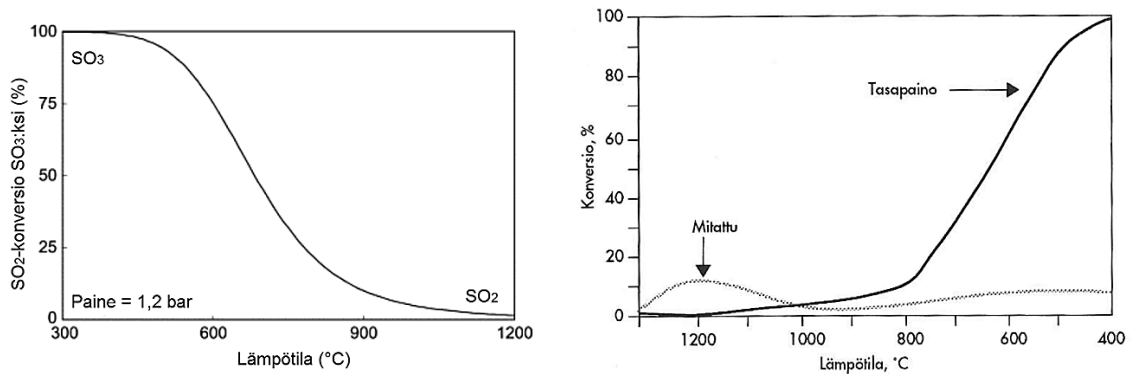 SO2-konversio SO3:ksi (%)
100
75
50
25
0
SO3
SO2
Paine = 1,2 bar
300
600
900
1200
Lämpötila (°C)
Konversio, %
100
80
60
40
20
0
Tasapaino
Mitattu
1200
1000
800
600
400
Lämpötila, °C